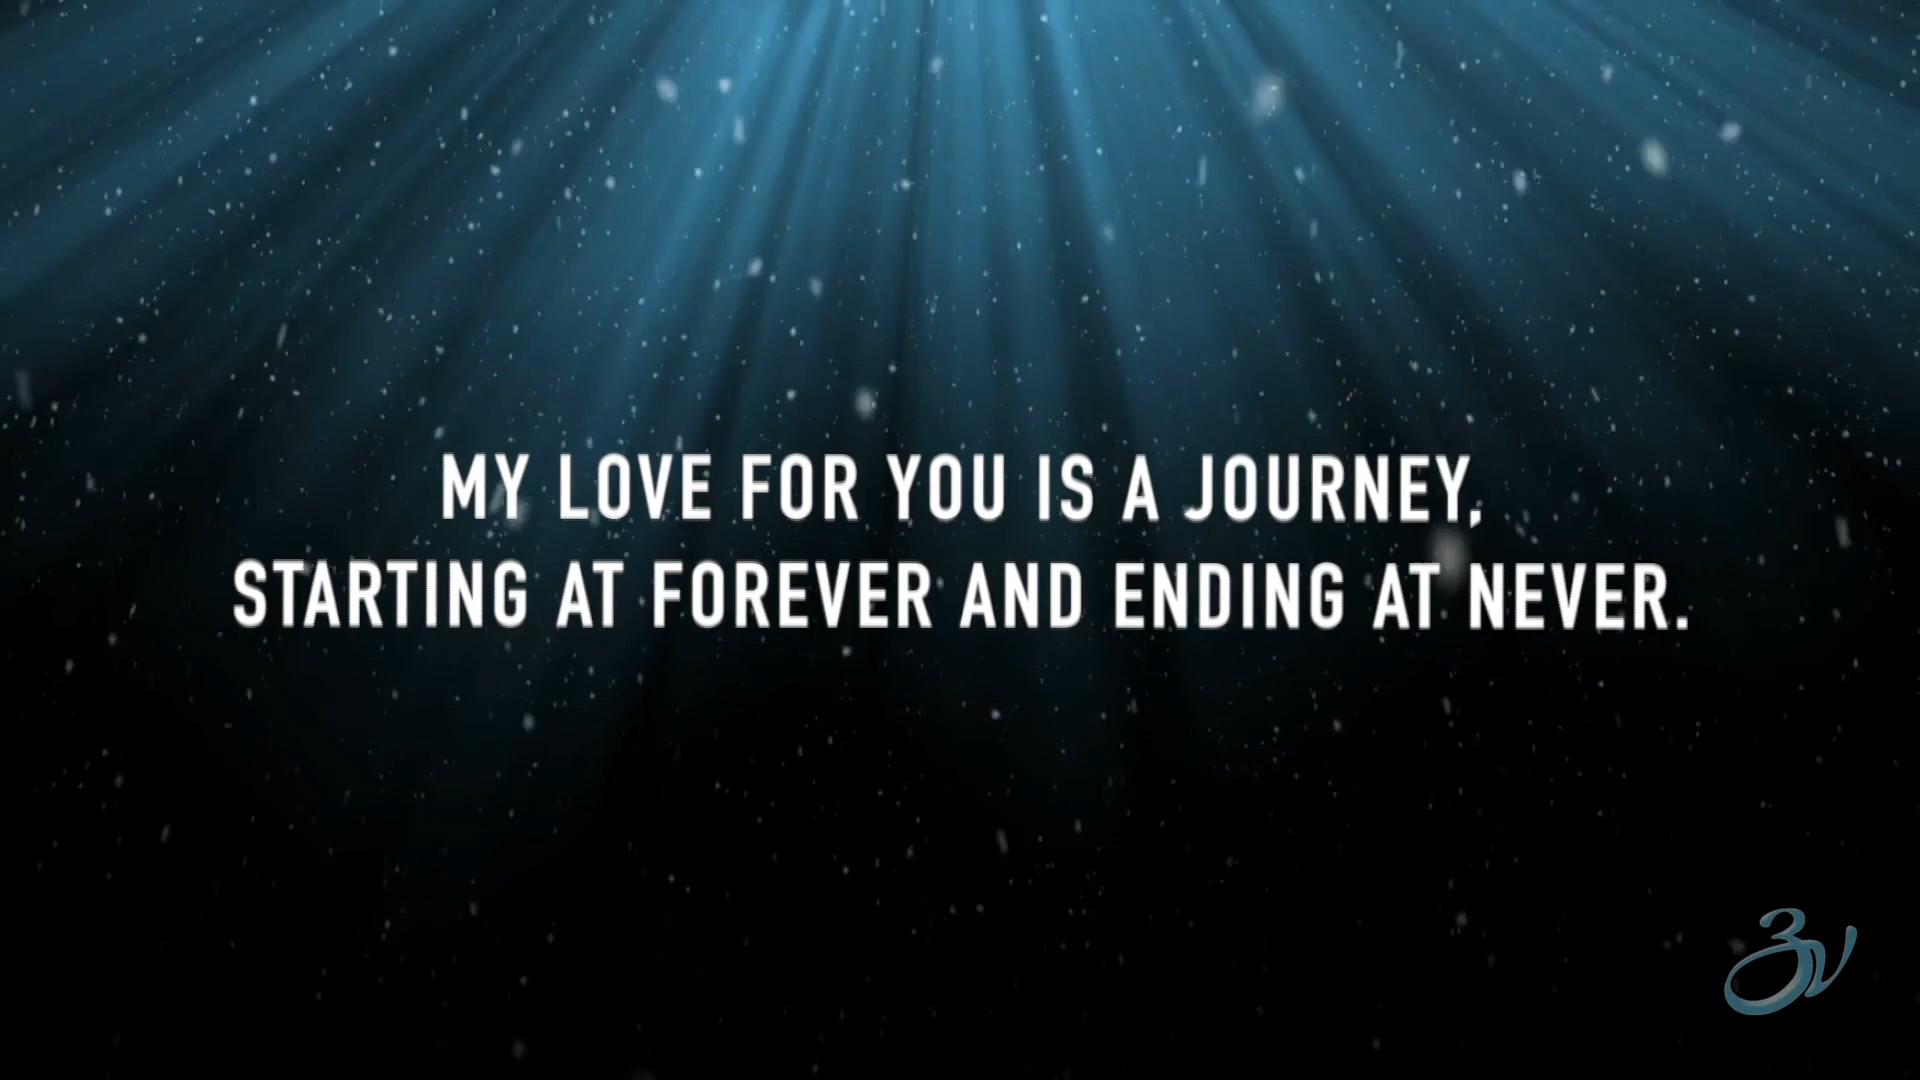 MY LOVE FOR YOU IS A JOURNEY,
STARTING AT FOREVER AND ENDING AT NEVER.